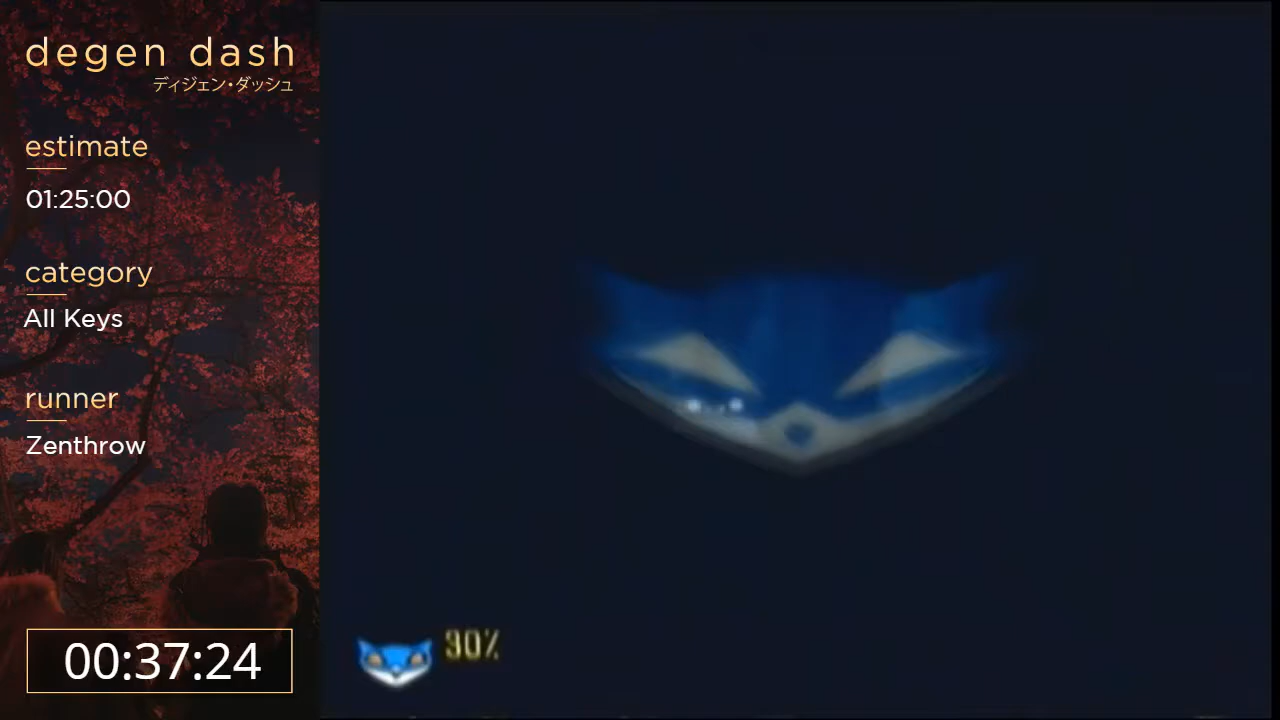 degen dash
ディジェン・ダッシュ
estimate
01:25:00
category
All Keys
runner
Zenthrow
00:37:24
30%